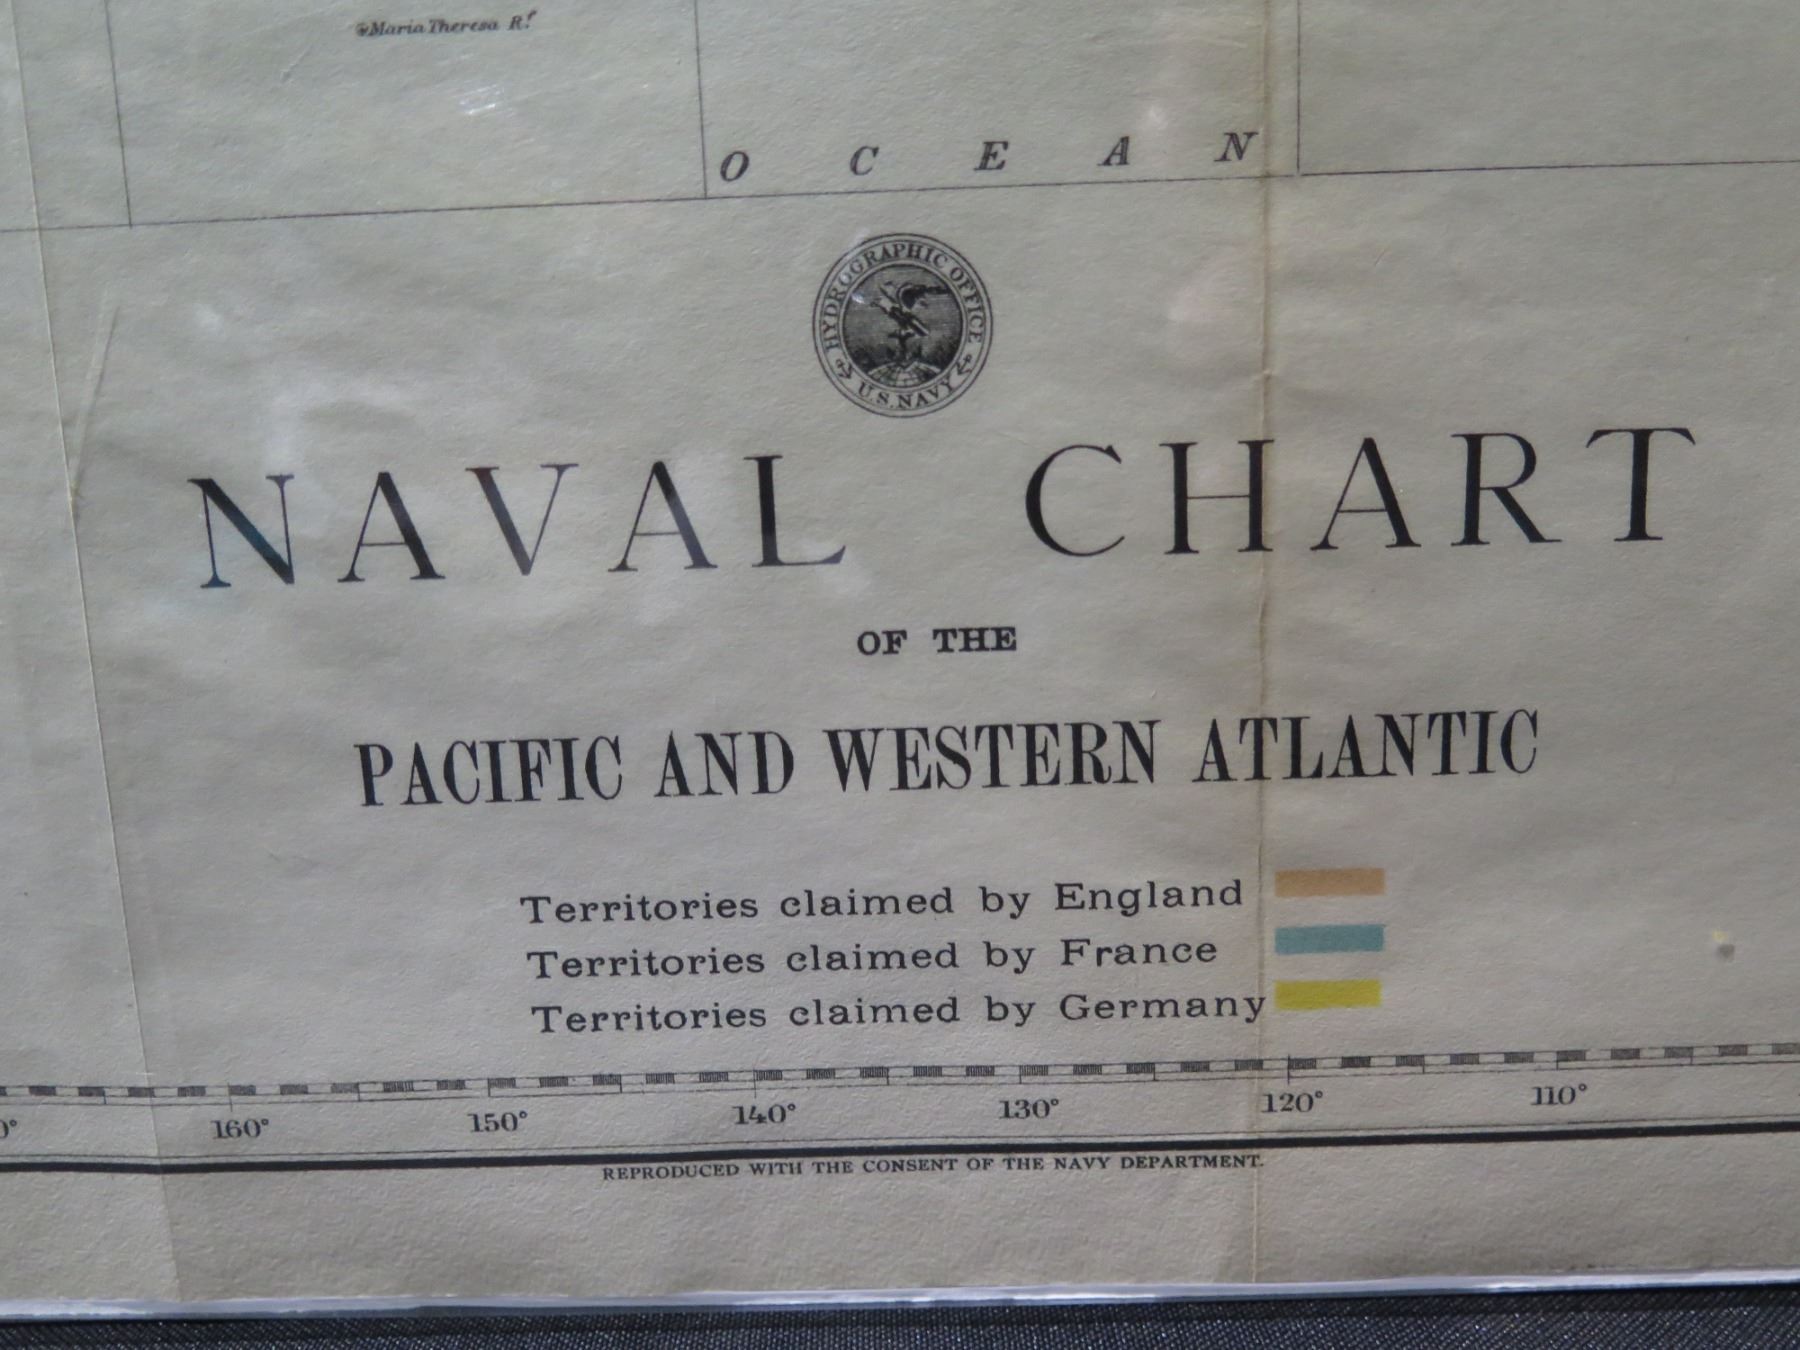 Maria Theresa Rf.
OCEAN
HYDROGRAPHIC OFFICE
U.S. NAVY
NAVAL CHART
OF THE
PACIFIC AND WESTERN ATLANTIC
Territories claimed by England
Territories claimed by France
Territories claimed by Germany
160° 150° 140° 130° 120° 110°
REPRODUCED WITH THE CONSENT OF THE NAVY DEPARTMENT.